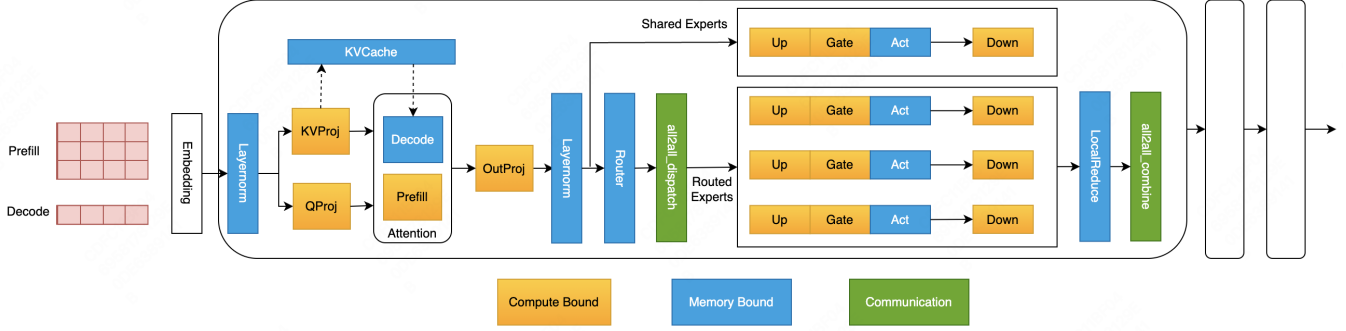 Prefill
Decode
Embedding
Layernorm
KVCache
KVProj
QProj
Decode
Prefill
Attention
OutProj
Layernorm
Router
all2all_dispatch
Shared Experts
Up Gate Act Down
Routed
Experts
Up Gate Act Down
Up Gate Act Down
Up Gate Act Down
LocalReduce
all2all_combine
Compute Bound
Memory Bound
Communication